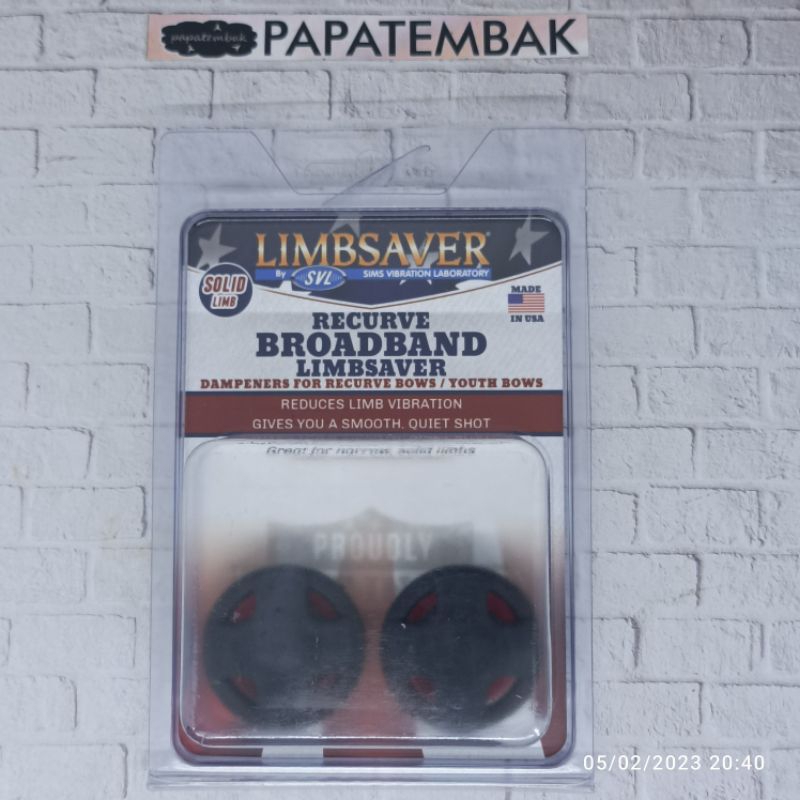 papatembak PAPATEMBAK
LIMBSAVER®
By SVL SIMS VIBRATION LABORATORY
SOLID
LIMB
MADE
IN USA
RECURVE
BROADBAND
LIMBSAVER
DAMPENERS FOR RECURVE BOWS / YOUTH BOWS
REDUCES LIMB VIBRATION
GIVES YOU A SMOOTH, QUIET SHOT
Great for narrow, solid limbs
PROUDLY
05/02/2023 20:40